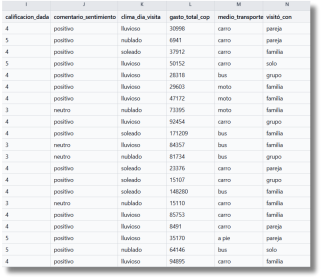 I J K L M N
calificacion_dada comentario_sentimiento clima_dia_visita gasto_total_cop medio_transporte visitó_con
4 positivo lluvioso 30998 carro pareja
5 positivo nublado 6941 carro pareja
4 positivo soleado 37912 carro familia
5 positivo lluvioso 50152 carro solo
4 positivo lluvioso 28318 bus grupo
4 positivo lluvioso 29603 moto familia
4 positivo lluvioso 47172 moto familia
3 neutro nublado 73395 moto familia
4 positivo lluvioso 92454 carro grupo
4 positivo soleado 171209 bus grupo
3 neutro lluvioso 84357 bus familia
3 neutro nublado 81734 bus grupo
4 positivo soleado 23376 carro pareja
4 positivo soleado 15107 carro grupo
4 positivo soleado 148280 bus familia
3 neutro nublado 15110 carro familia
4 positivo lluvioso 85753 carro familia
4 positivo lluvioso 8491 carro pareja
5 positivo lluvioso 35170 a pie pareja
5 positivo nublado 64146 bus solo
4 positivo lluvioso 94895 carro familia